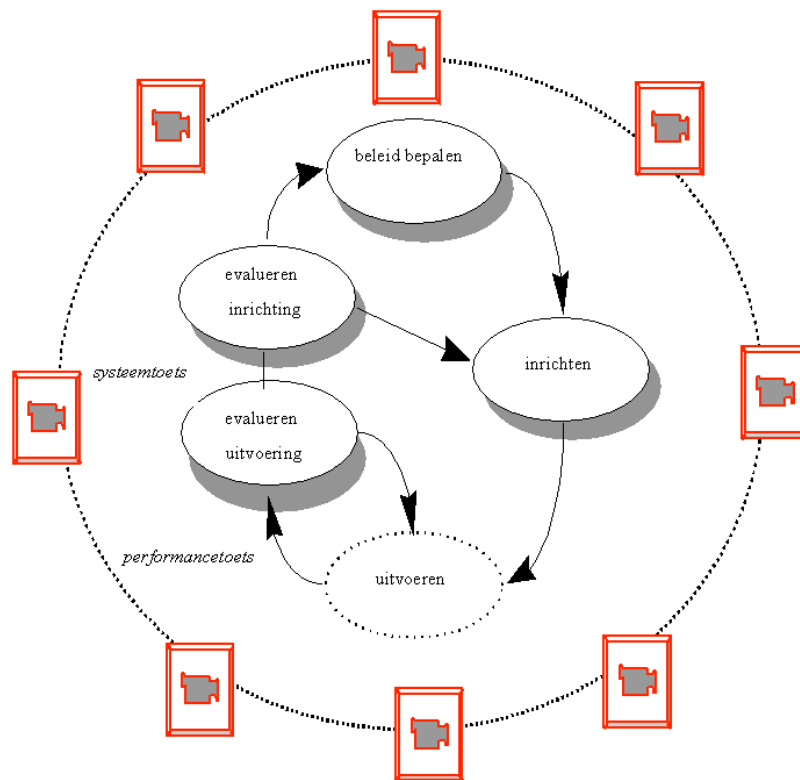 beleid bepalen
evalueren
inrichting
inrichten
systeemtoets
evalueren
uitvoering
performancetoets
uitvoeren